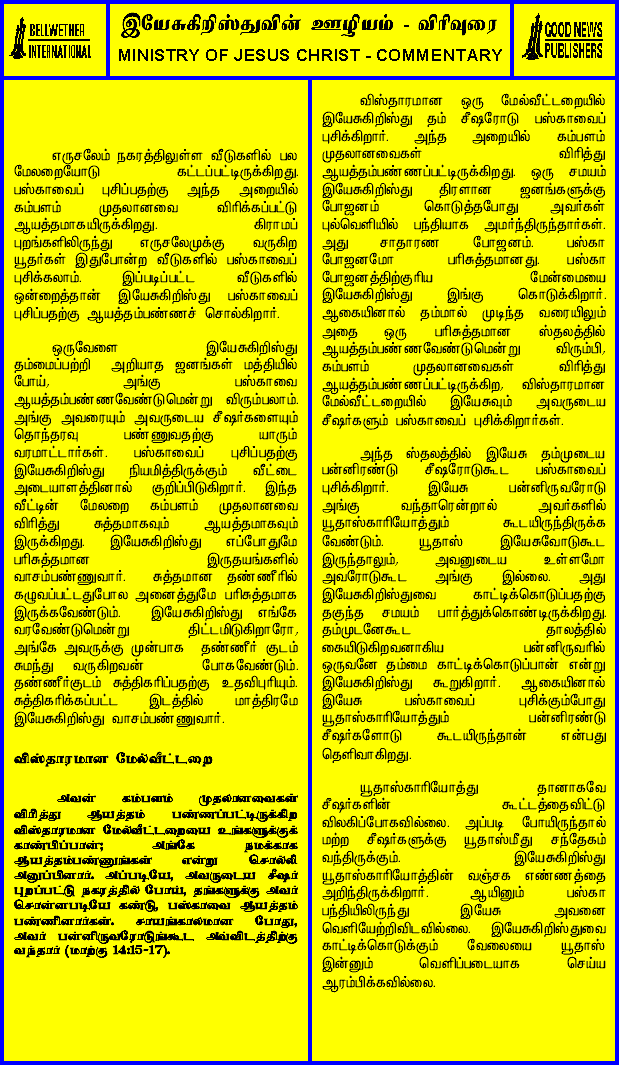 BELLWETHER
INTERNATIONAL
இயேசுகிறிஸ்துவின் ஊழியம் - விரிவுரை
MINISTRY OF JESUS CHRIST - COMMENTARY
GOOD NEWS
PUBLISHERS
எருசலேம் நகரத்திலுள்ள வீடுகளில் பல
மேலறையோடு கட்டப்பட்டிருக்கிறது.
பஸ்காவைப் புசிப்பதற்கு அந்த அறையில்
கம்பளம் முதலானவை விரிக்கப்பட்டு
ஆயத்தமாகயிருக்கிறது. கிராமப்
புறங்களிலிருந்து எருசலேமுக்கு வருகிற
யூதர்கள் இதுபோன்ற வீடுகளில் பஸ்காவைப்
புசிக்கலாம். இப்படிப்பட்ட வீடுகளில்
ஒன்றைத்தான் இயேசுகிறிஸ்து பஸ்காவைப்
புசிப்பதற்கு ஆயத்தம்பண்ணச் சொல்கிறார்.
ஒருவேளை இயேசுகிறிஸ்து
தம்மைப்பற்றி அறியாத ஜனங்கள் மத்தியில்
போய், அங்கு பஸ்காவை
ஆயத்தம்பண்ணவேண்டுமென்று விரும்பலாம்.
அங்கு அவரையும் அவருடைய சீஷர்களையும்
தொந்தரவு பண்ணுவதற்கு யாரும்
வரமாட்டார்கள். பஸ்காவைப் புசிப்பதற்கு
இயேசுகிறிஸ்து நியமித்திருக்கும் வீட்டை
அடையாளத்தினால் குறிப்பிடுகிறார். இந்த
வீட்டின் மேலறை கம்பளம் முதலானவை
விரித்து சுத்தமாகவும் ஆயத்தமாகவும்
இருக்கிறது. இயேசுகிறிஸ்து எப்போதுமே
பரிசுத்தமான இருதயங்களில்
வாசம்பண்ணுவார். சுத்தமான தண்ணீரில்
கழுவப்பட்டதுபோல அனைத்துமே பரிசுத்தமாக
இருக்கவேண்டும். இயேசுகிறிஸ்து எங்கே
வரவேண்டுமென்று திட்டமிடுகிறாரோ,
அங்கே அவருக்கு முன்பாக தண்ணீர் குடம்
சுமந்து வருகிறவன் போகவேண்டும்.
தண்ணீர்குடம் சுத்திகரிப்பதற்கு உதவிபுரியும்.
சுத்திகரிக்கப்பட்ட இடத்தில் மாத்திரமே
இயேசுகிறிஸ்து வாசம்பண்ணுவார்.
விஸ்தாரமான மேல்வீட்டறை
அவன் கம்பளம் முதலானவைகள்
விரித்து ஆயத்தம் பண்ணப்பட்டிருக்கிற
விஸ்தாரமான மேல்வீட்டறையை உங்களுக்குக்
காண்பிப்பான்; அங்கே நமக்காக
ஆயத்தம்பண்ணுங்கள் என்று சொல்லி
அனுப்பினார். அப்படியே, அவருடைய சீஷர்
புறப்பட்டு நகரத்தில் போய், தங்களுக்கு அவர்
சொன்னபடியே கண்டு, பஸ்காவை ஆயத்தம்
பண்ணினார்கள். சாயங்காலமான போது,
அவர் பன்னிருவரோடுங்கூட அவ்விடத்திற்கு
வந்தார் (மாற்கு 14:15-17).
விஸ்தாரமான ஒரு மேல்வீட்டறையில்
இயேசுகிறிஸ்து தம் சீஷரோடு பஸ்காவைப்
புசிக்கிறார். அந்த அறையில் கம்பளம்
முதலானவைகள் விரித்து
ஆயத்தம்பண்ணப்பட்டிருக்கிறது. ஒரு சமயம்
இயேசுகிறிஸ்து திரளான ஜனங்களுக்கு
போஜனம் கொடுத்தபோது அவர்கள்
புல்வெளியில் பந்தியாக அமர்ந்திருந்தார்கள்.
அது சாதாரண போஜனம். பஸ்கா
போஜனமோ பரிசுத்தமானது. பஸ்கா
போஜனத்திற்குரிய மேன்மையை
இயேசுகிறிஸ்து இங்கு கொடுக்கிறார்.
ஆகையினால் தம்மால் முடிந்த வரையிலும்
அதை ஒரு பரிசுத்தமான ஸ்தலத்தில்
ஆயத்தம்பண்ணவேண்டுமென்று விரும்பி,
கம்பளம் முதலானவைகள் விரித்து
ஆயத்தம்பண்ணப்பட்டிருக்கிற, விஸ்தாரமான
மேல்வீட்டறையில் இயேசுவும் அவருடைய
சீஷர்களும் பஸ்காவைப் புசிக்கிறார்கள்.
அந்த ஸ்தலத்தில் இயேசு தம்முடைய
பன்னிரண்டு சீஷரோடுகூட பஸ்காவைப்
புசிக்கிறார். இயேசு பன்னிருவரோடு
அங்கு வந்தாரென்றால் அவர்களில்
யூதாஸ்காரியோத்தும் கூடயிருந்திருக்க
வேண்டும். யூதாஸ் இயேசுவோடுகூட
இருந்தாலும், அவனுடைய உள்ளமோ
அவரோடுகூட அங்கு இல்லை. அது
இயேசுகிறிஸ்துவை காட்டிக்கொடுப்பதற்கு
தகுந்த சமயம் பார்த்துக்கொண்டிருக்கிறது.
தம்முடனேகூட தாலத்தில்
கையிடுகிறவனாகிய பன்னிருவரில்
ஒருவனே தம்மை காட்டிக்கொடுப்பான் என்று
இயேசுகிறிஸ்து கூறுகிறார். ஆகையினால்
இயேசு பஸ்காவைப் புசிக்கும்போது
யூதாஸ்காரியோத்தும் பன்னிரண்டு
சீஷர்களோடு கூடயிருந்தான் என்பது
தெளிவாகிறது.
யூதாஸ்காரியோத்து தானாகவே
சீஷர்களின் கூட்டத்தைவிட்டு
விலகிப்போகவில்லை. அப்படி போயிருந்தால்
மற்ற சீஷர்களுக்கு யூதாஸ்மீது சந்தேகம்
வந்திருக்கும். இயேசுகிறிஸ்து
யூதாஸ்காரியோத்தின் வஞ்சக எண்ணத்தை
அறிந்திருக்கிறார். ஆயினும் பஸ்கா
பந்தியிலிருந்து இயேசு அவனை
வெளியேற்றிவிடவில்லை. இயேசுகிறிஸ்துவை
காட்டிக்கொடுக்கும் வேலையை யூதாஸ்
இன்னும் வெளிப்படையாக செய்ய
ஆரம்பிக்கவில்லை.